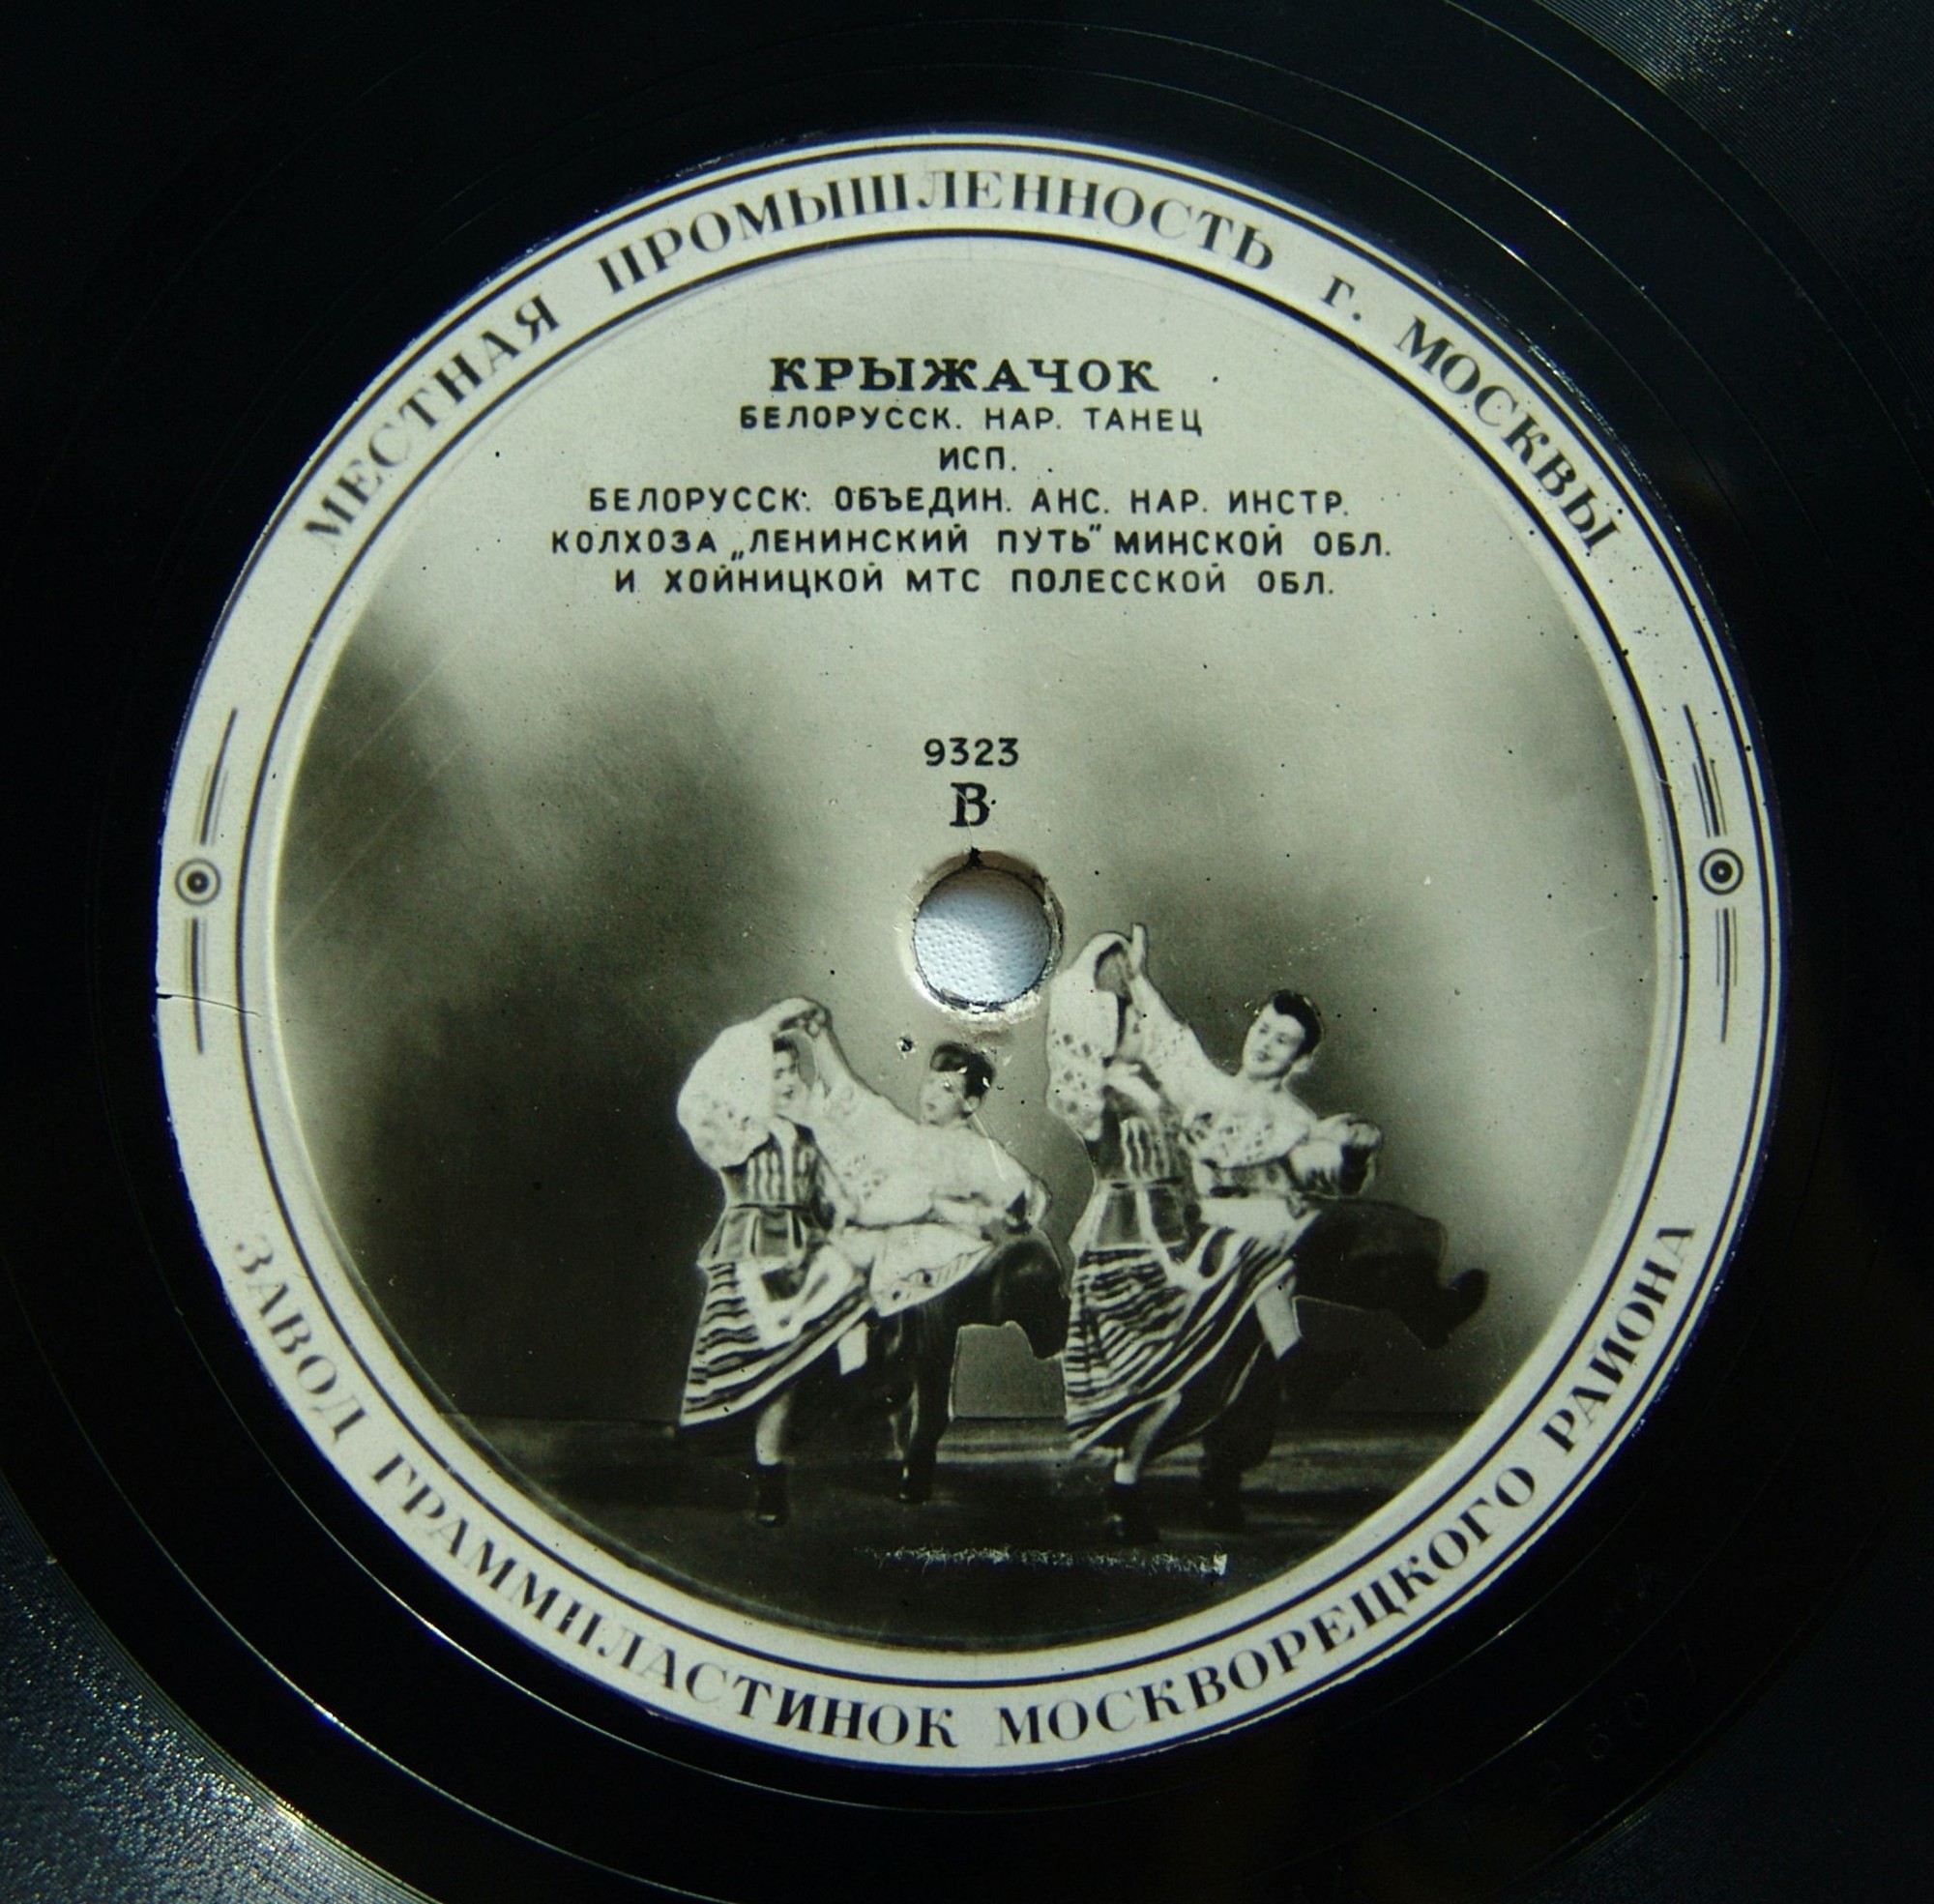 МЕСТНАЯ ПРОМЫШЛЕННОСТЬ г. МОСКВЫ
КРЫЖАЧОК
БЕЛОРУССК. НАР. ТАНЕЦ
ИСП.
БЕЛОРУССК. ОБЪЕДИН. АНС. НАР. ИНСТР.
КОЛХОЗА „ЛЕНИНСКИЙ ПУТЬ" МИНСКОЙ ОБЛ.
И ХОЙНИЦКОЙ МТС ПОЛЕССКОЙ ОБЛ.
9323
В
ЗАВОД ГРАММПЛАСТИНОК МОСКВОРЕЦКОГО РАЙОНА